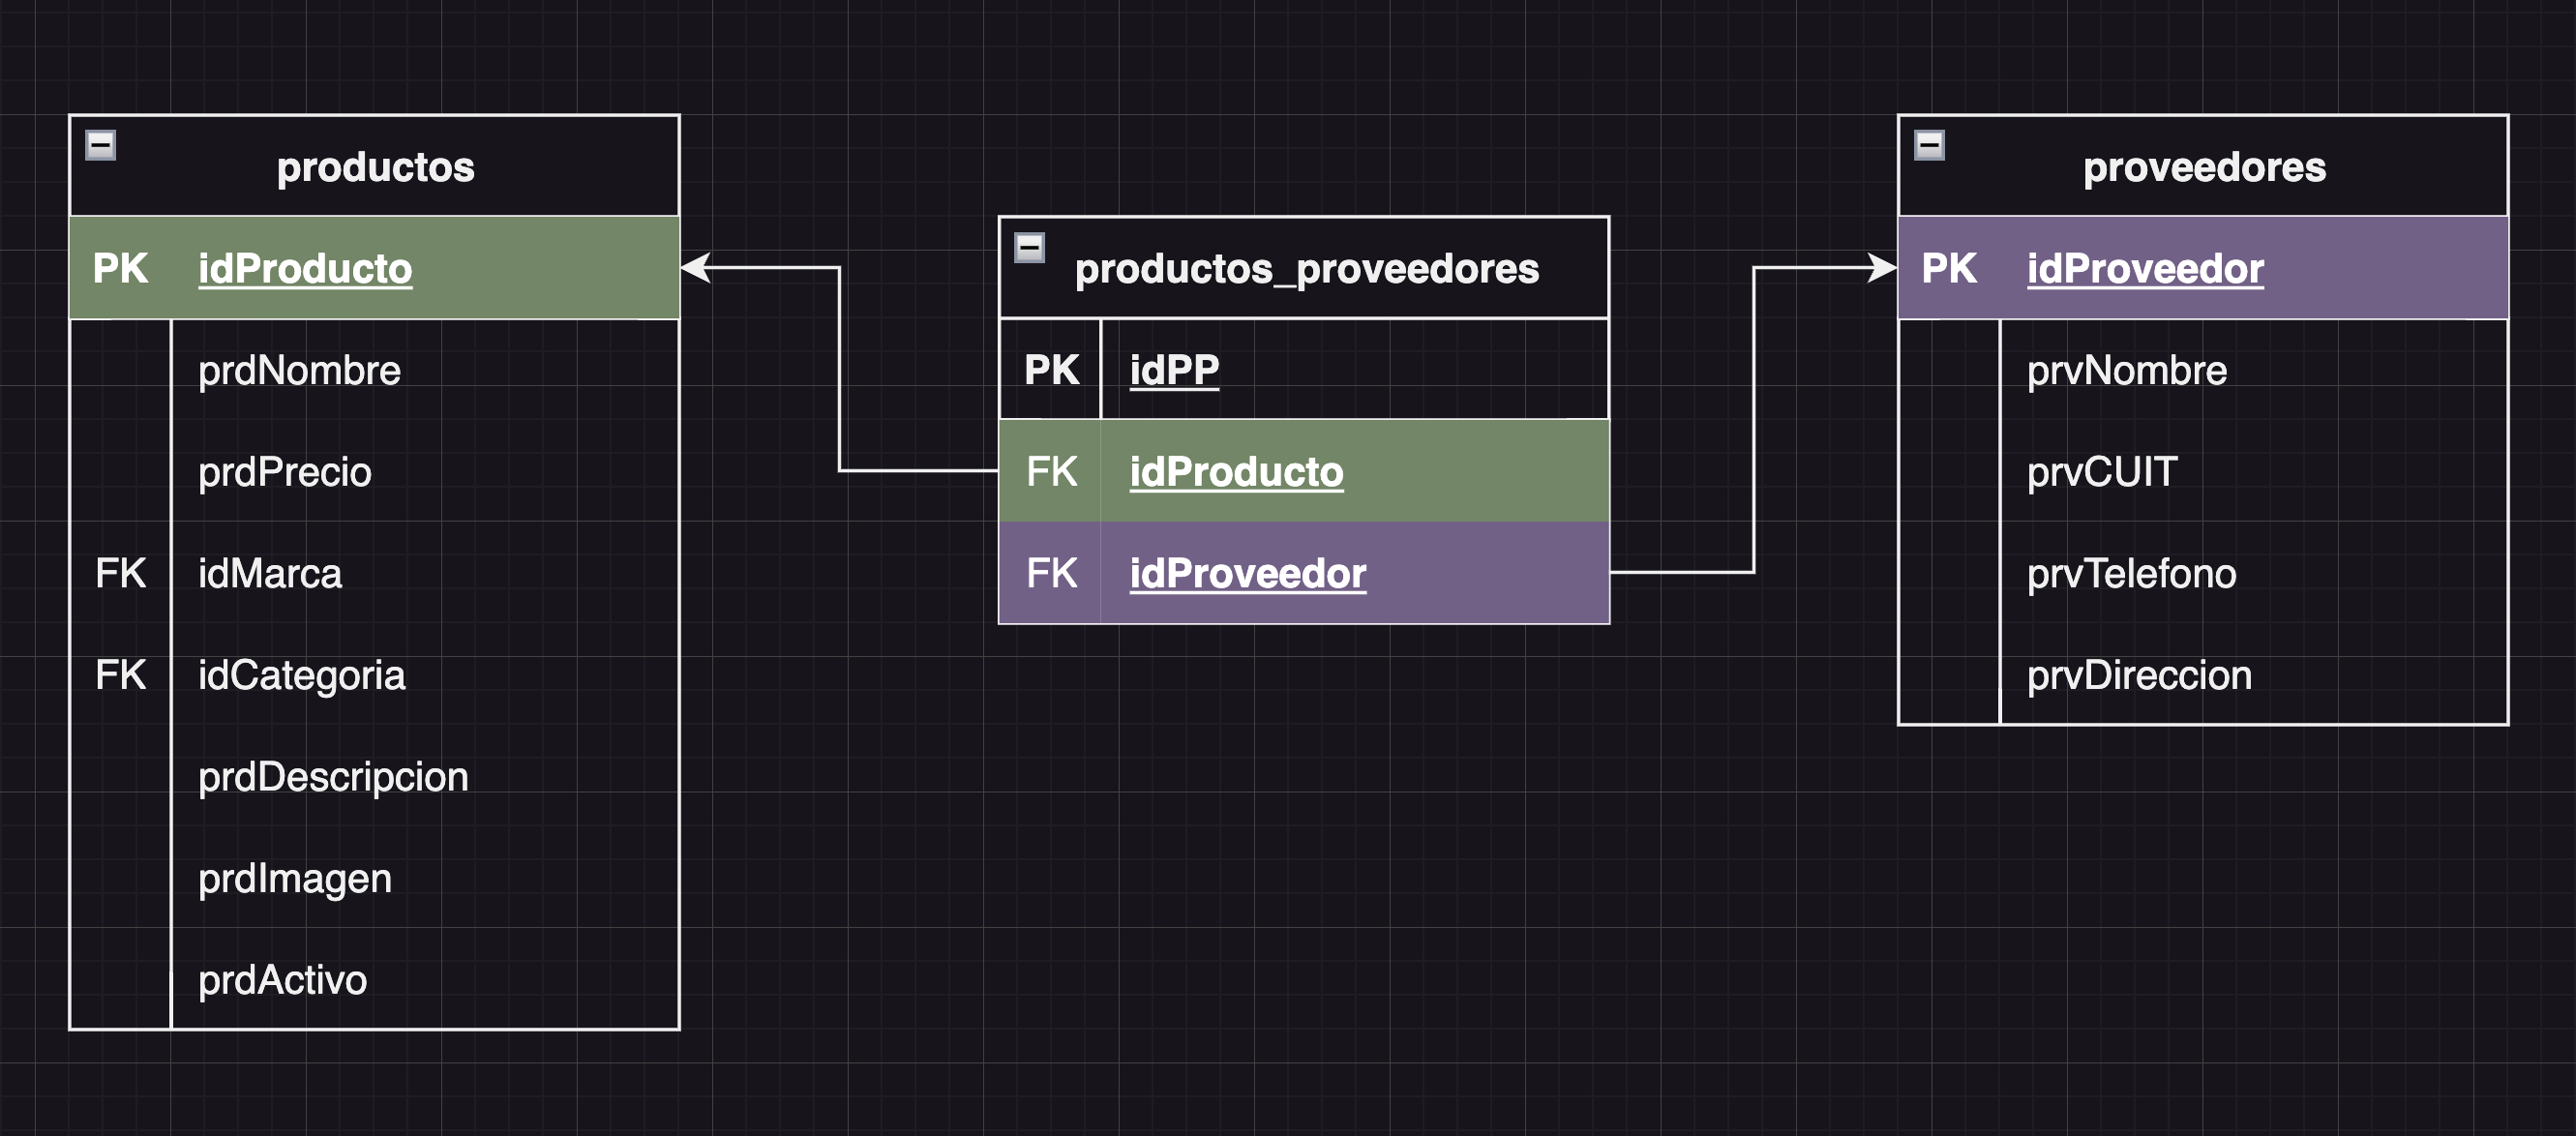 productos
PK idProducto
prdNombre
prdPrecio
FK idMarca
FK idCategoria
prdDescripcion
prdImagen
prdActivo
productos_proveedores
PK idPP
FK idProducto
FK idProveedor
proveedores
PK idProveedor
prvNombre
prvCUIT
prvTelefono
prvDireccion